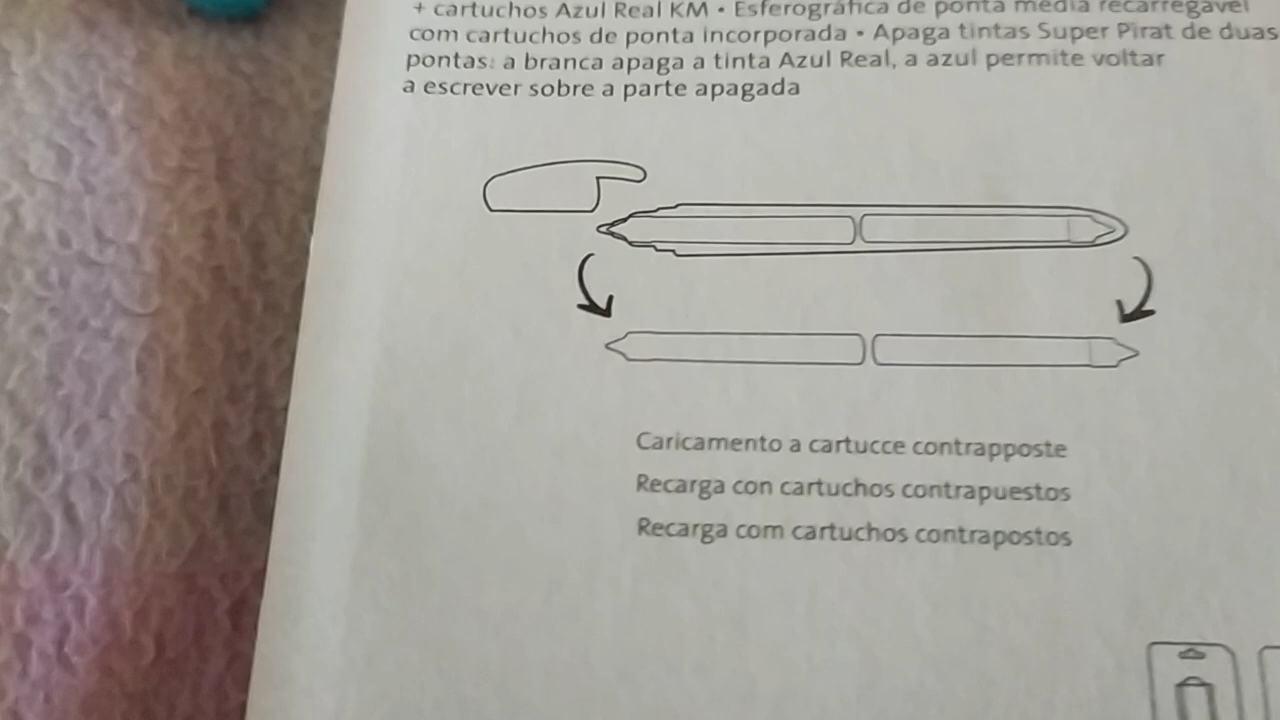 + cartuchos Azul Real KM • Esferográfica de ponta média recarregável
com cartuchos de ponta incorporada • Apaga tintas Super Pirat de duas
pontas: a branca apaga a tinta Azul Real, a azul permite voltar
a escrever sobre a parte apagada
Caricamento a cartucce contrapposte
Recarga con cartuchos contrapuestos
Recarga com cartuchos contrapostos